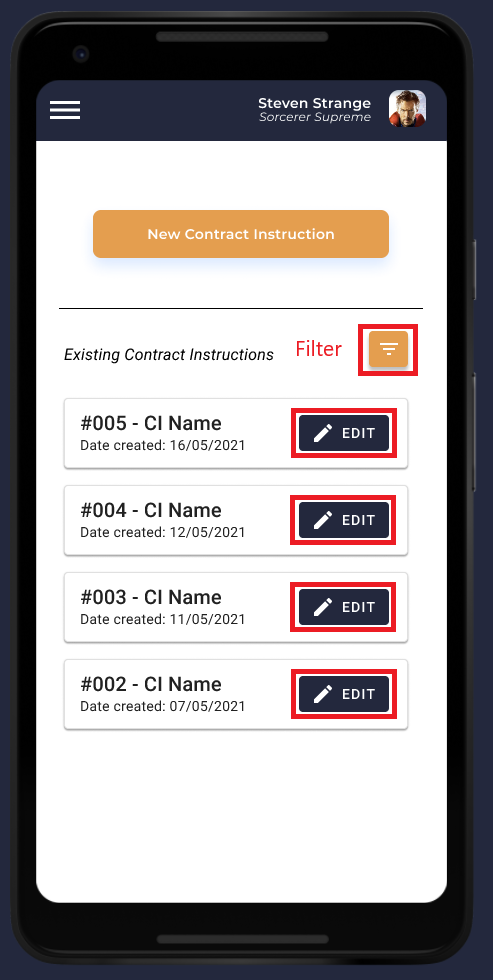 Steven Strange
Sorcerer Supreme
New Contract Instruction
Existing Contract Instructions
Filter
#005 - CI Name
Date created: 16/05/2021
EDIT
#004 - CI Name
Date created: 12/05/2021
EDIT
#003 - CI Name
Date created: 11/05/2021
EDIT
#002 - CI Name
Date created: 07/05/2021
EDIT